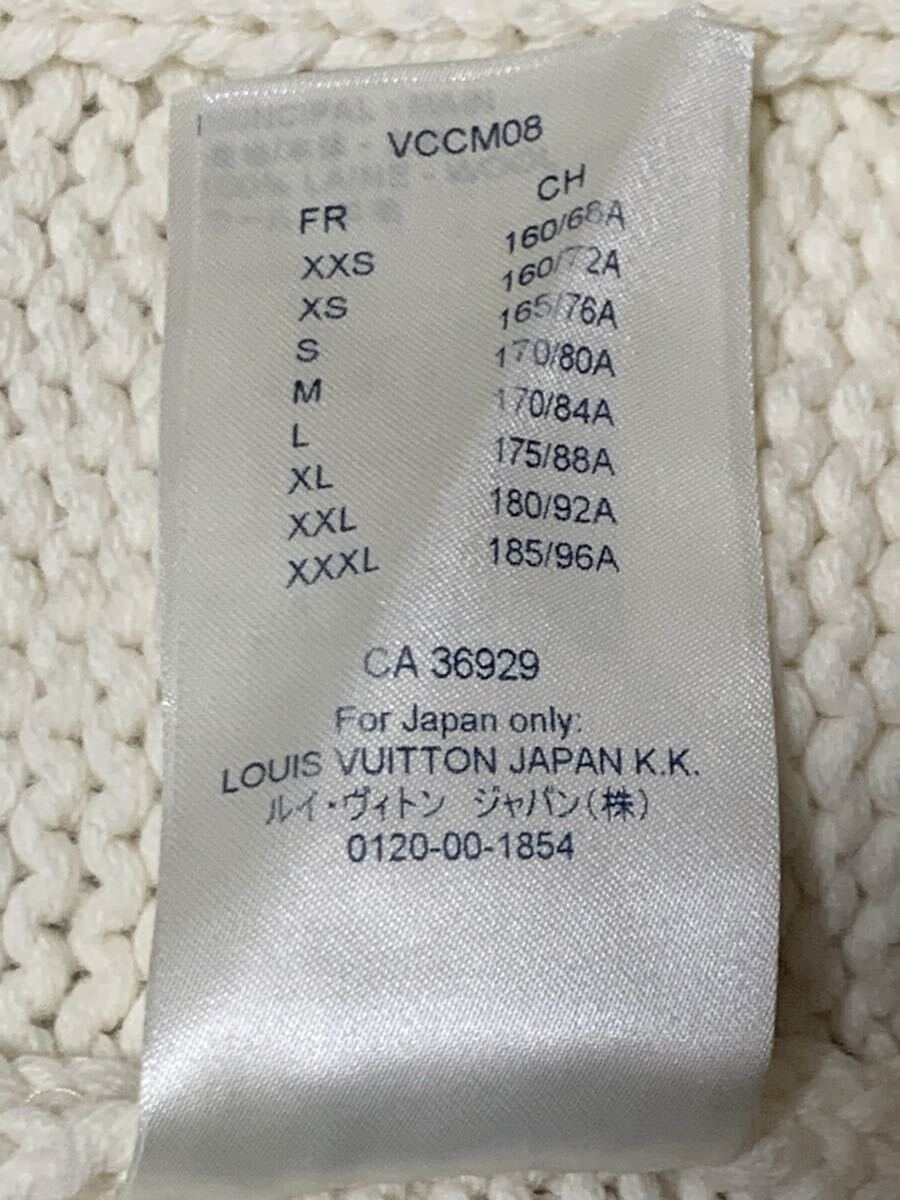 VCCM08
FR CH
XXS 160/68A
XS 160/72A
S 165/76A
M 170/80A
L 170/84A
XL 175/88A
XXL 180/92A
XXXL 185/96A
CA 36929
For Japan only:
LOUIS VUITTON JAPAN K.K.
ルイ・ヴィトン ジャパン(株)
0120-00-1854